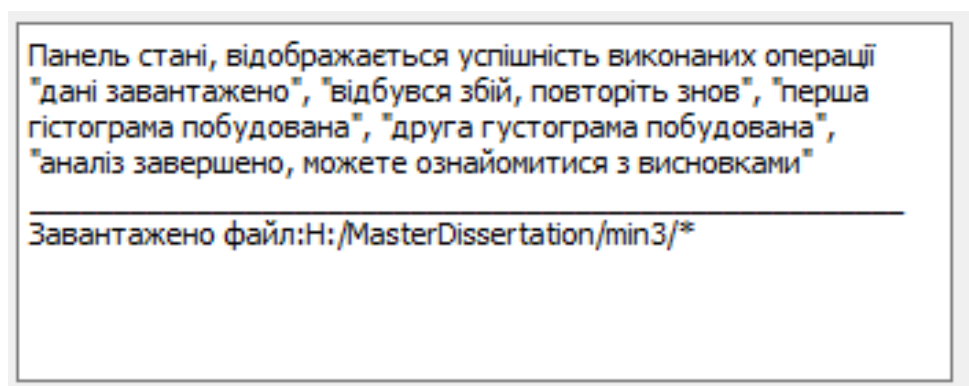 Панель стані, відображається успішність виконаних операції
"дані завантажено", "відбувся збій, повторіть знов", "перша
гістограма побудована", "друга густограма побудована",
"аналіз завершено, можете ознайомитися з висновками"
Завантажено файл:H:/MasterDissertation/min3/*